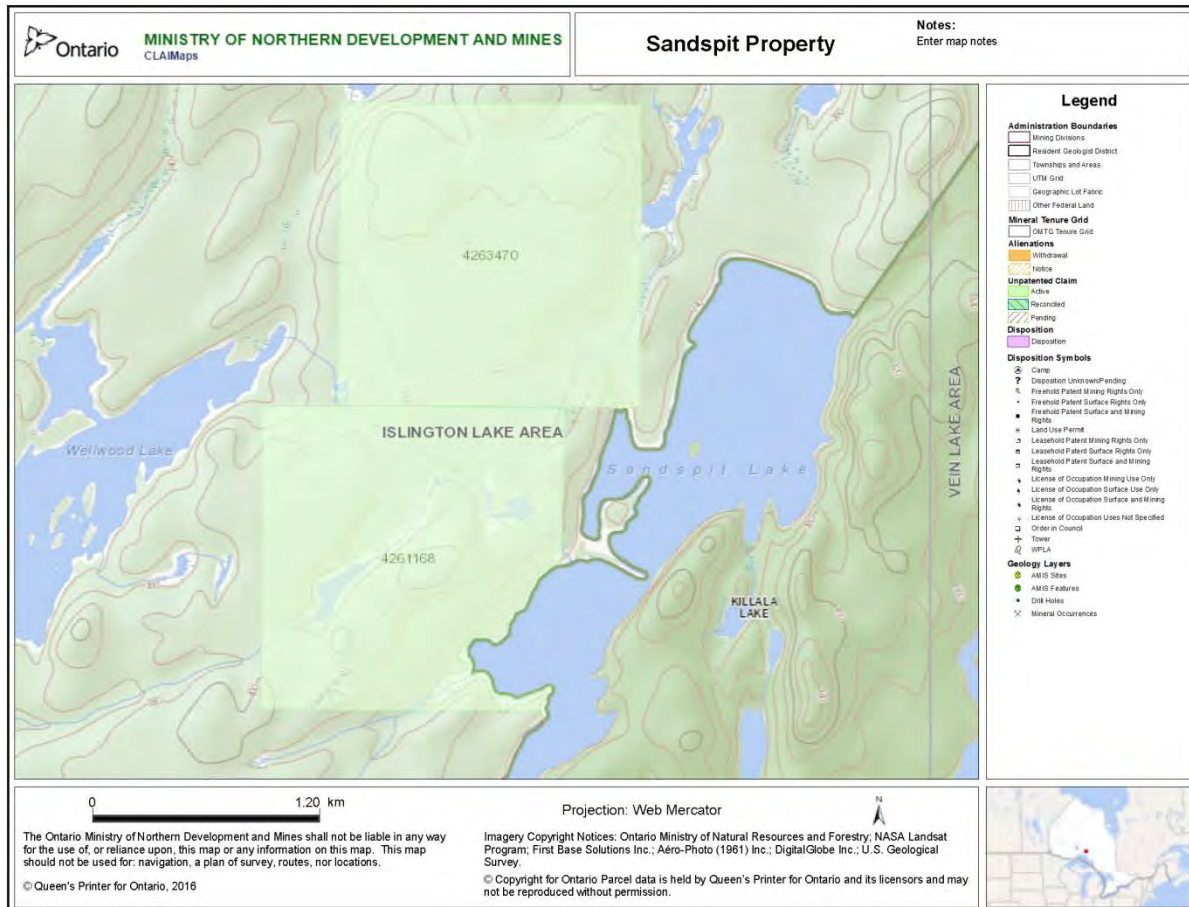 Ontario
MINISTRY OF NORTHERN DEVELOPMENT AND MINES
CLAIMaps
Sandspit Property
Notes:
Enter map notes
4263470
ISLINGTON LAKE AREA
Wellwood Lake
Sandspit Lake
4261168
KILLALA
LAKE
VEIN LAKE AREA
Legend
Administration Boundaries
Mining Divisions
Resident Geologist District
Townships and Areas
UTM Grid
Geographic Lot Fabric
Other Federal Land
Mineral Tenure Grid
OMTG Tenure Grid
Alienations
Withdrawal
Notice
Unpatented Claim
Active
Reconciled
Pending
Disposition
Disposition
Disposition Symbols
Camp
Disposition Unknown/Pending
Freehold Patent Mining Rights Only
Freehold Patent Surface Rights Only
Freehold Patent Surface and Mining
Rights
Land Use Permit
Leasehold Patent Mining Rights Only
Leasehold Patent Surface Rights Only
Leasehold Patent Surface and Mining
Rights
License of Occupation Mining Use Only
License of Occupation Surface Use Only
License of Occupation Surface and Mining
Rights
License of Occupation Uses Not Specified
Order in Council
Tower
WPLA
Geology Layers
AMIS Sites
AMIS Features
Drill Holes
Mineral Occurrences
0 1.20 km
The Ontario Ministry of Northern Development and Mines shall not be liable in any way
for the use of, or reliance upon, this map or any information on this map. This map
should not be used for: navigation, a plan of survey, routes, nor locations.
© Queen's Printer for Ontario, 2016
Projection: Web Mercator
N
Imagery Copyright Notices: Ontario Ministry of Natural Resources and Forestry; NASA Landsat
Program; First Base Solutions Inc.; Aéro-Photo (1961) Inc.; DigitalGlobe Inc.; U.S. Geological
Survey.
© Copyright for Ontario Parcel data is held by Queen's Printer for Ontario and its licensors and may
not be reproduced without permission.